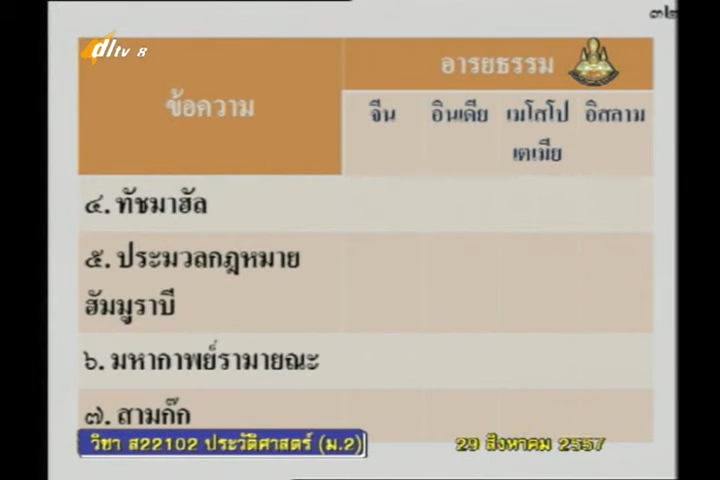 ๓๒
dltv 8
อารยธรรม
ข้อความ
จีน อินเดีย เมโสโปเตเมีย อิสลาม
๔. ทัชมาฮัล
๕. ประมวลกฎหมาย
ฮัมมูราบี
๖. มหากาพย์รามายณะ
๗. สามก๊ก
วิชา ส22102 ประวัติศาสตร์ (ม.2) 29 สิงหาคม 2557